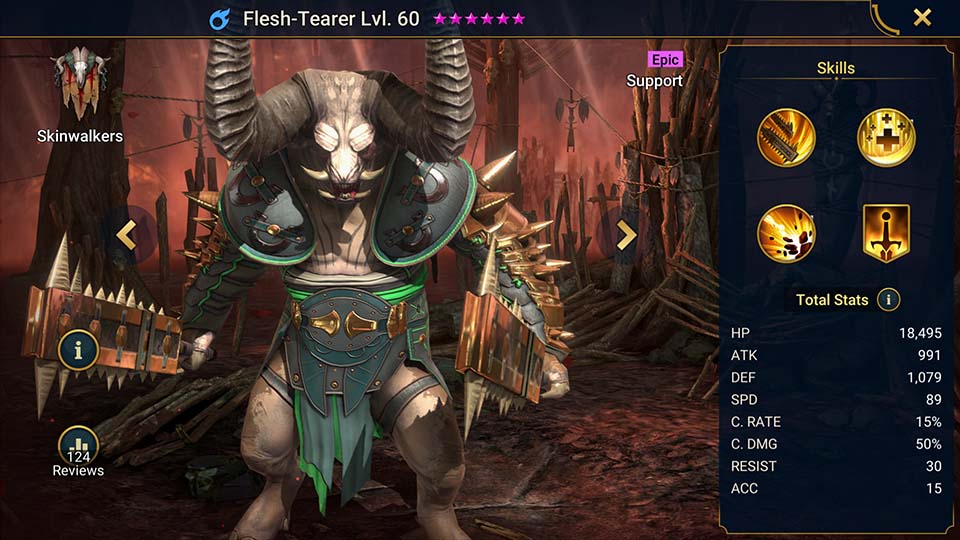 Flesh-Tearer Lvl. 60
Skinwalkers
Epic
Support
124
Reviews
Skills
Total Stats
HP 18,495
ATK 991
DEF 1,079
SPD 89
C. RATE 15%
C. DMG 50%
RESIST 30
ACC 15